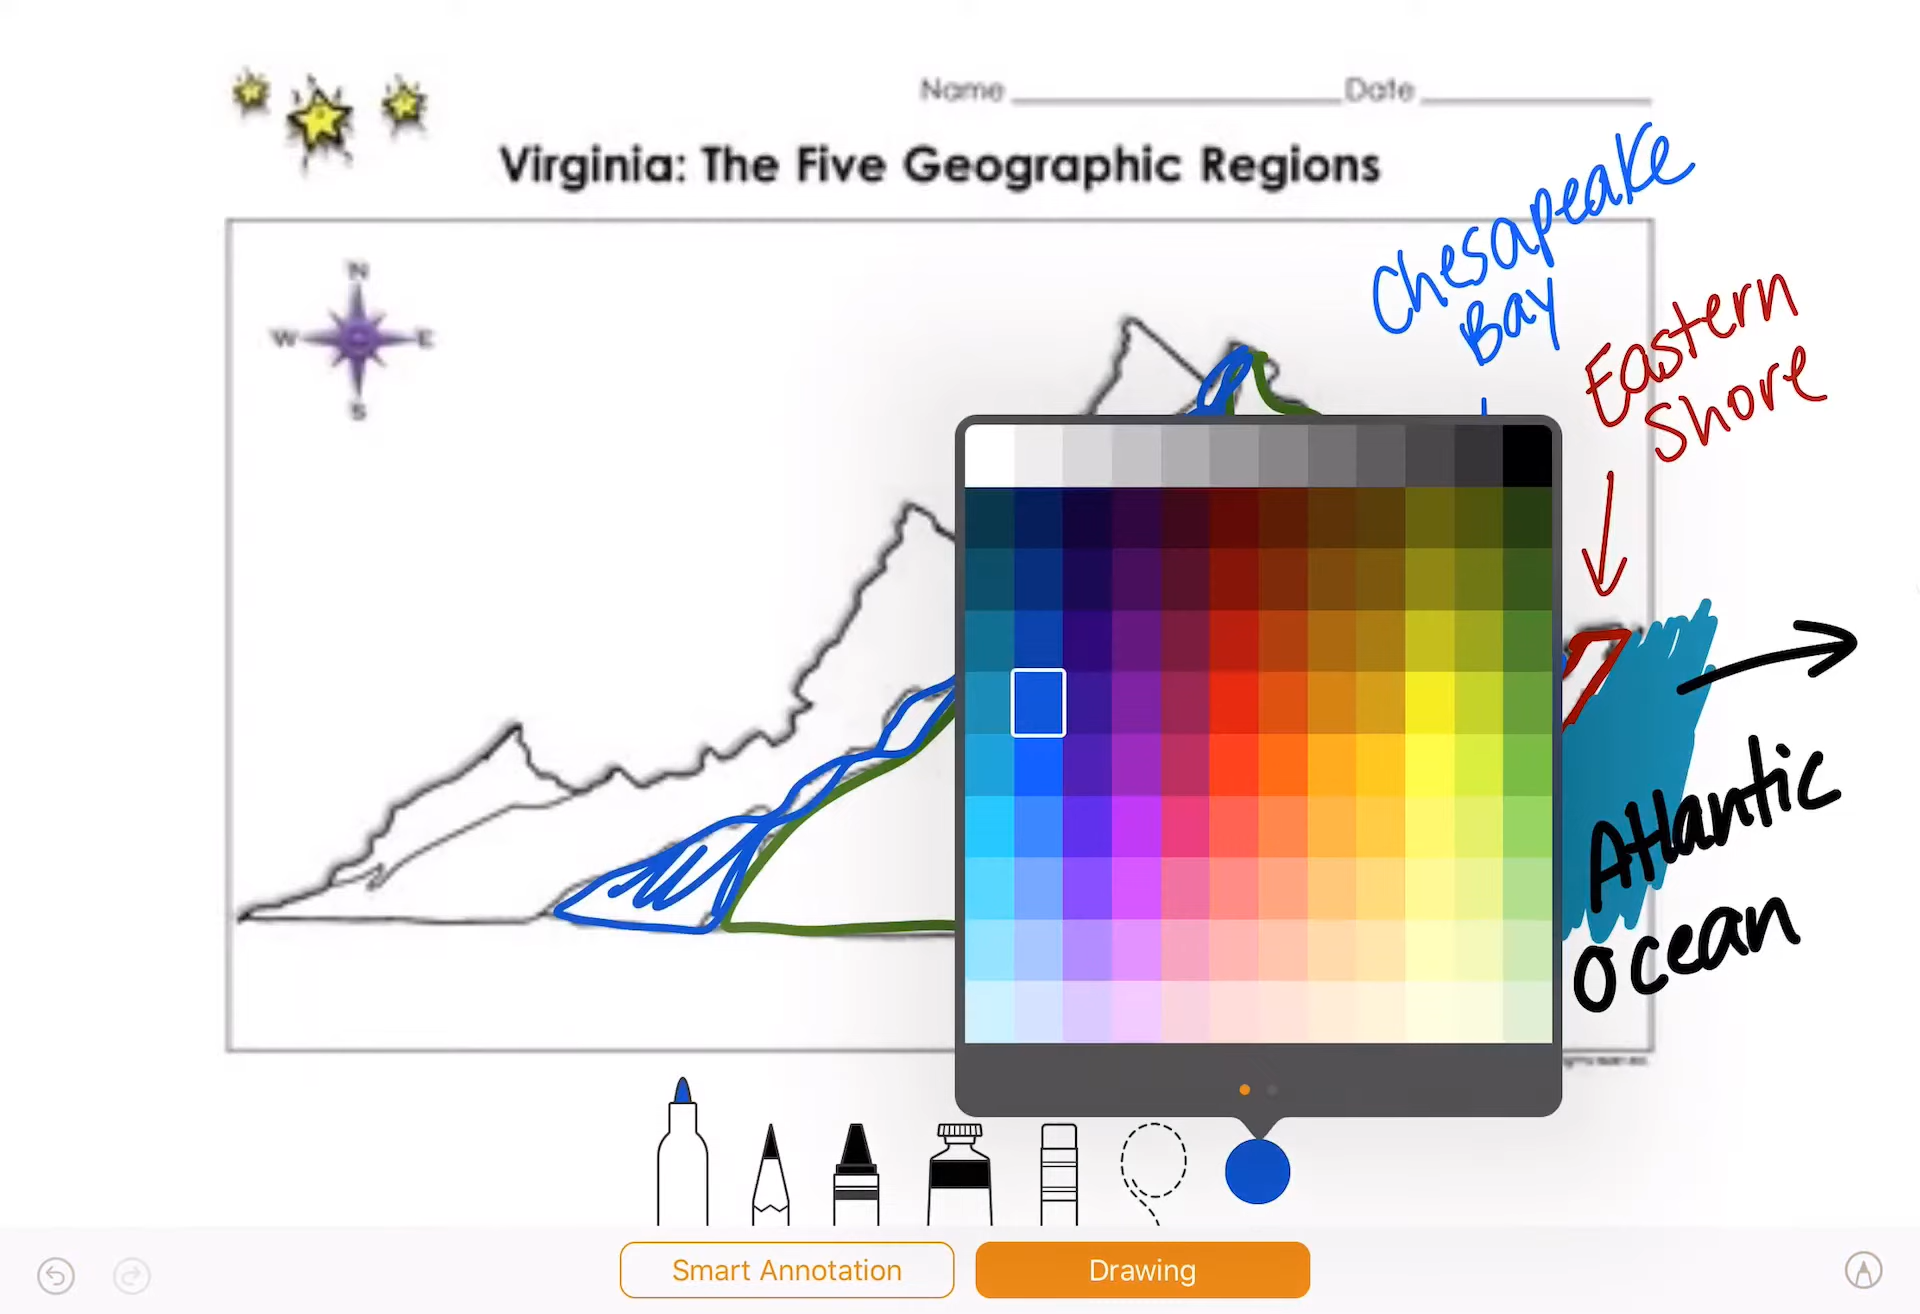 Name Date
Virginia: The Five Geographic Regions
Chesapeake
Bay
Eastern
Shore
N
W E
S
Atlantic
Ocean
Smart Annotation
Drawing